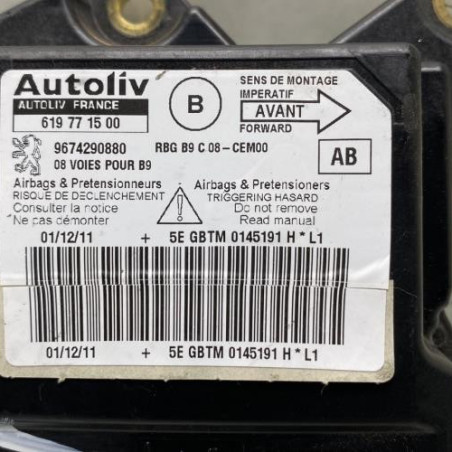 Autoliv
AUTOLIV FRANCE
619 77 15 00
B
SENS DE MONTAGE
IMPERATIF
AVANT
FORWARD
9674290880
08 VOIES POUR B9
RBG B9 C 08-CEM00
AB
Airbags & Pretensionneurs
RISQUE DE DECLENCHEMENT
Consulter la notice
Ne pas démonter
Airbags & Pretensioners
TRIGGERING HASARD
Do not remove
Read manual
01/12/11 + 5E GBTM 0145191 H * L1
01/12/11 + 5E GBTM 0145191 H * L1